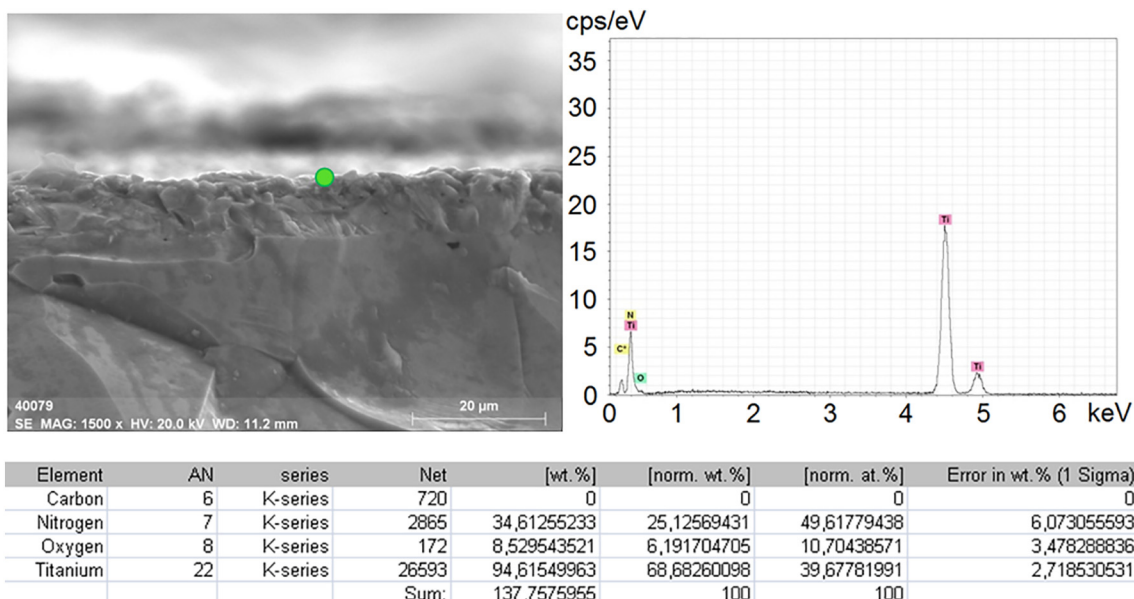 cps/eV
35
30
25
20
15
10
5
0
Ti
N
Ti
C*
O
Ti
0 1 2 3 4 5 6 keV
40079
20 µm
SE MAG: 1500 x HV: 20.0 kV WD: 11.2 mm
Element AN series Net [wt.%] [norm. wt.%] [norm. at.%] Error in wt.% (1 Sigma)
Carbon 6 K-series 720 0 0 0 0
Nitrogen 7 K-series 2865 34,61255233 25,12569431 49,61779438 6,073055593
Oxygen 8 K-series 172 8,529543521 6,191704705 10,70438571 3,478288836
Titanium 22 K-series 26593 94,61549963 68,68260098 39,67781991 2,718530531
Sum: 137,7575955 100 100